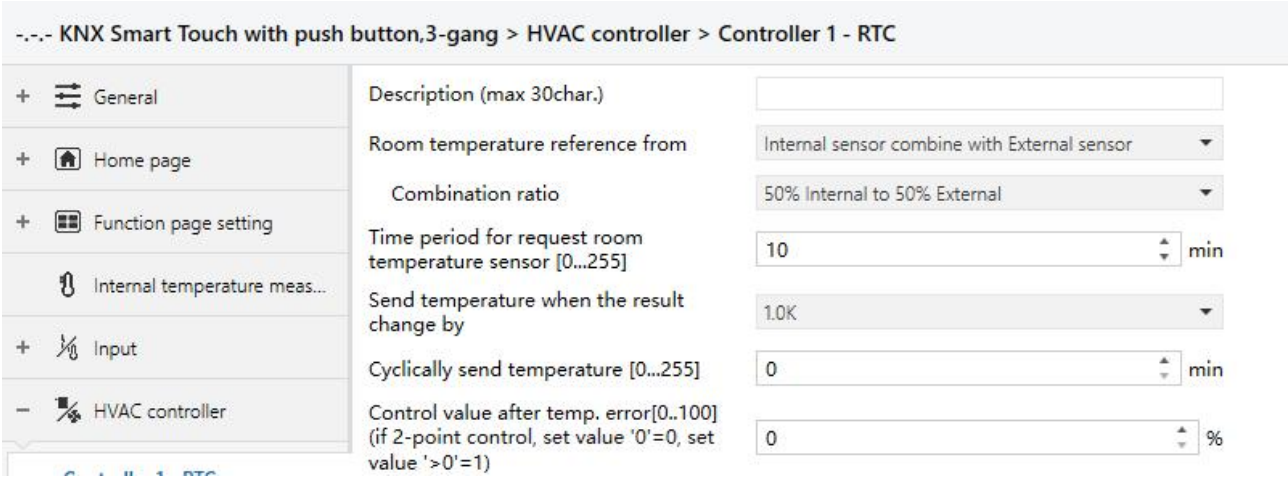 -.-.- KNX Smart Touch with push button,3-gang > HVAC controller > Controller 1 - RTC
+ General
+ Home page
+ Function page setting
Internal temperature meas...
+ Input
− HVAC controller
Controller 1 - RTC
Description (max 30char.)
Room temperature reference from
Internal sensor combine with External sensor
Combination ratio
50% Internal to 50% External
Time period for request room
temperature sensor [0...255]
10
min
Send temperature when the result
change by
1.0K
Cyclically send temperature [0...255]
0
min
Control value after temp. error[0..100]
(if 2-point control, set value '0'=0, set
value '>0'=1)
0
%